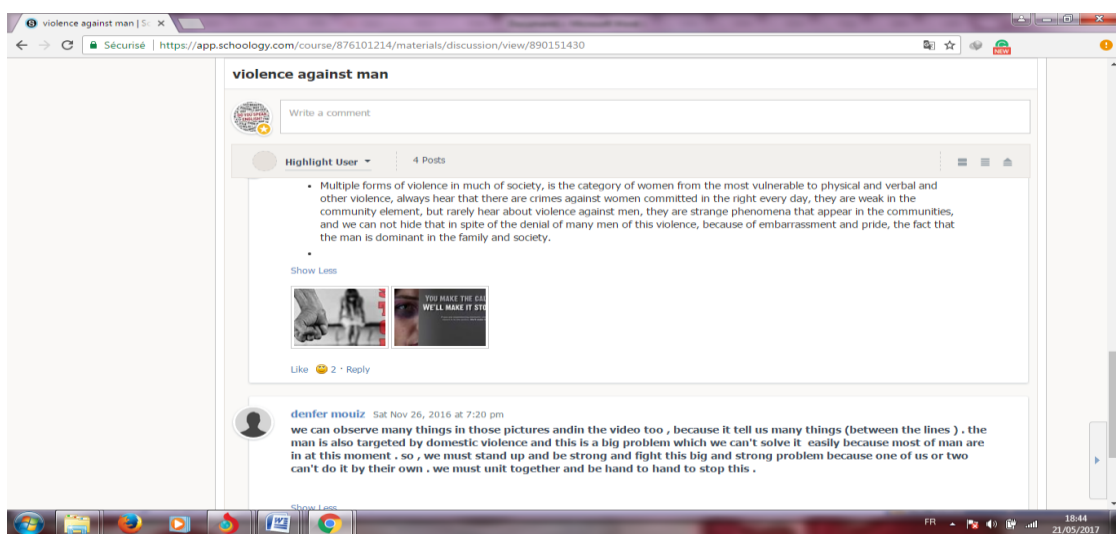 violence against man | Sc
Sécurisé
https://app.schoology.com/course/876101214/materials/discussion/view/890151430
NEW
violence against man
Write a comment
Highlight User
4 Posts
Multiple forms of violence in much of society, is the category of women from the most vulnerable to physical and verbal and
other violence, always hear that there are crimes against women committed in the right every day, they are weak in the
community element, but rarely hear about violence against men, they are strange phenomena that appear in the communities,
and we can not hide that in spite of the denial of many men of this violence, because of embarrassment and pride, the fact that
the man is dominant in the family and society.
Show Less
YOU MAKE THE CAL
WE'LL MAKE IT STO
Like 2 · Reply
denfer mouiz Sat Nov 26, 2016 at 7:20 pm
we can observe many things in those pictures andin the video too , because it tell us many things (between the lines ) . the
man is also targeted by domestic violence and this is a big problem which we can't solve it easily because most of man are
in at this moment . so , we must stand up and be strong and fight this big and strong problem because one of us or two
can't do it by their own . we must unit together and be hand to hand to stop this .
Show Less
FR
18:44
21/05/2017